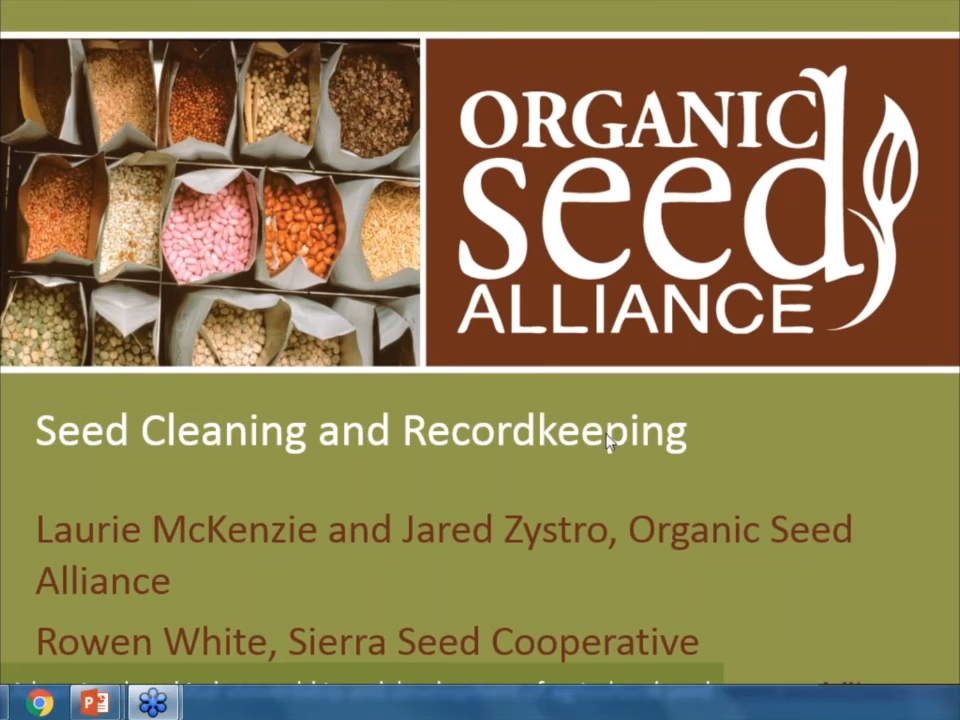 ORGANIC
seed
ALLIANCE
Seed Cleaning and Recordkeeping
Laurie McKenzie and Jared Zystro, Organic Seed
Alliance
Rowen White, Sierra Seed Cooperative